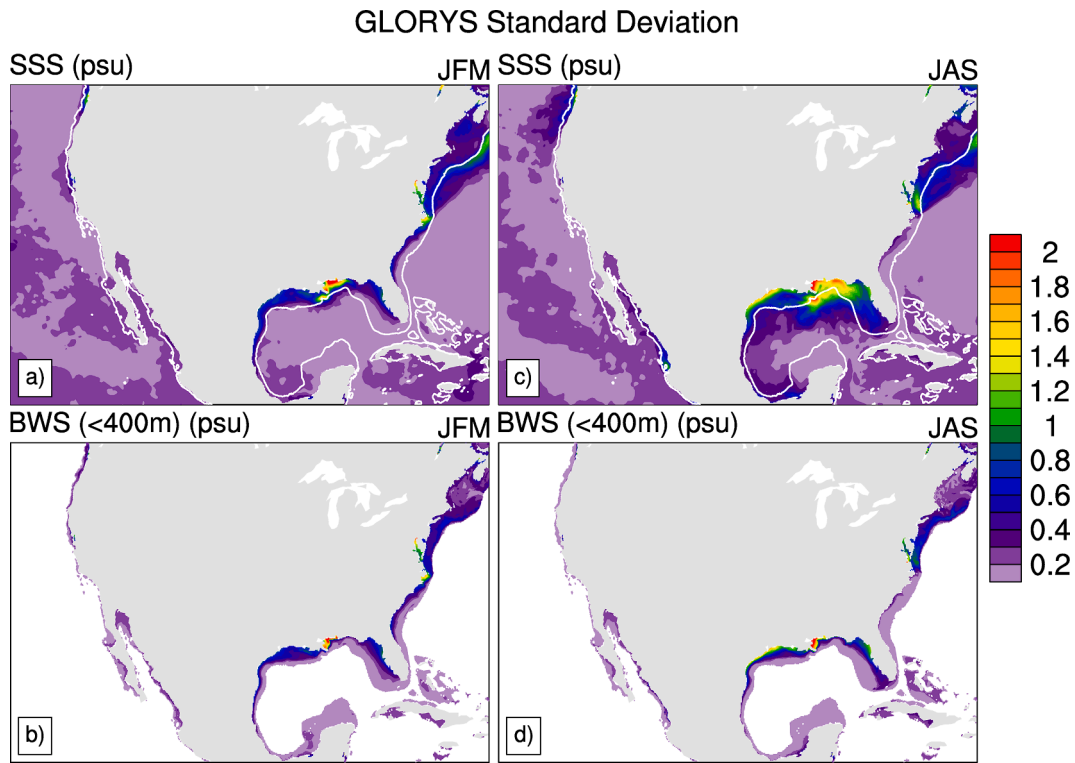 GLORYS Standard Deviation
SSS (psu) JFM
SSS (psu) JAS
a)
c)
BWS (<400m) (psu) JFM
BWS (<400m) (psu) JAS
b)
d)
2
1.8
1.6
1.4
1.2
1
0.8
0.6
0.4
0.2